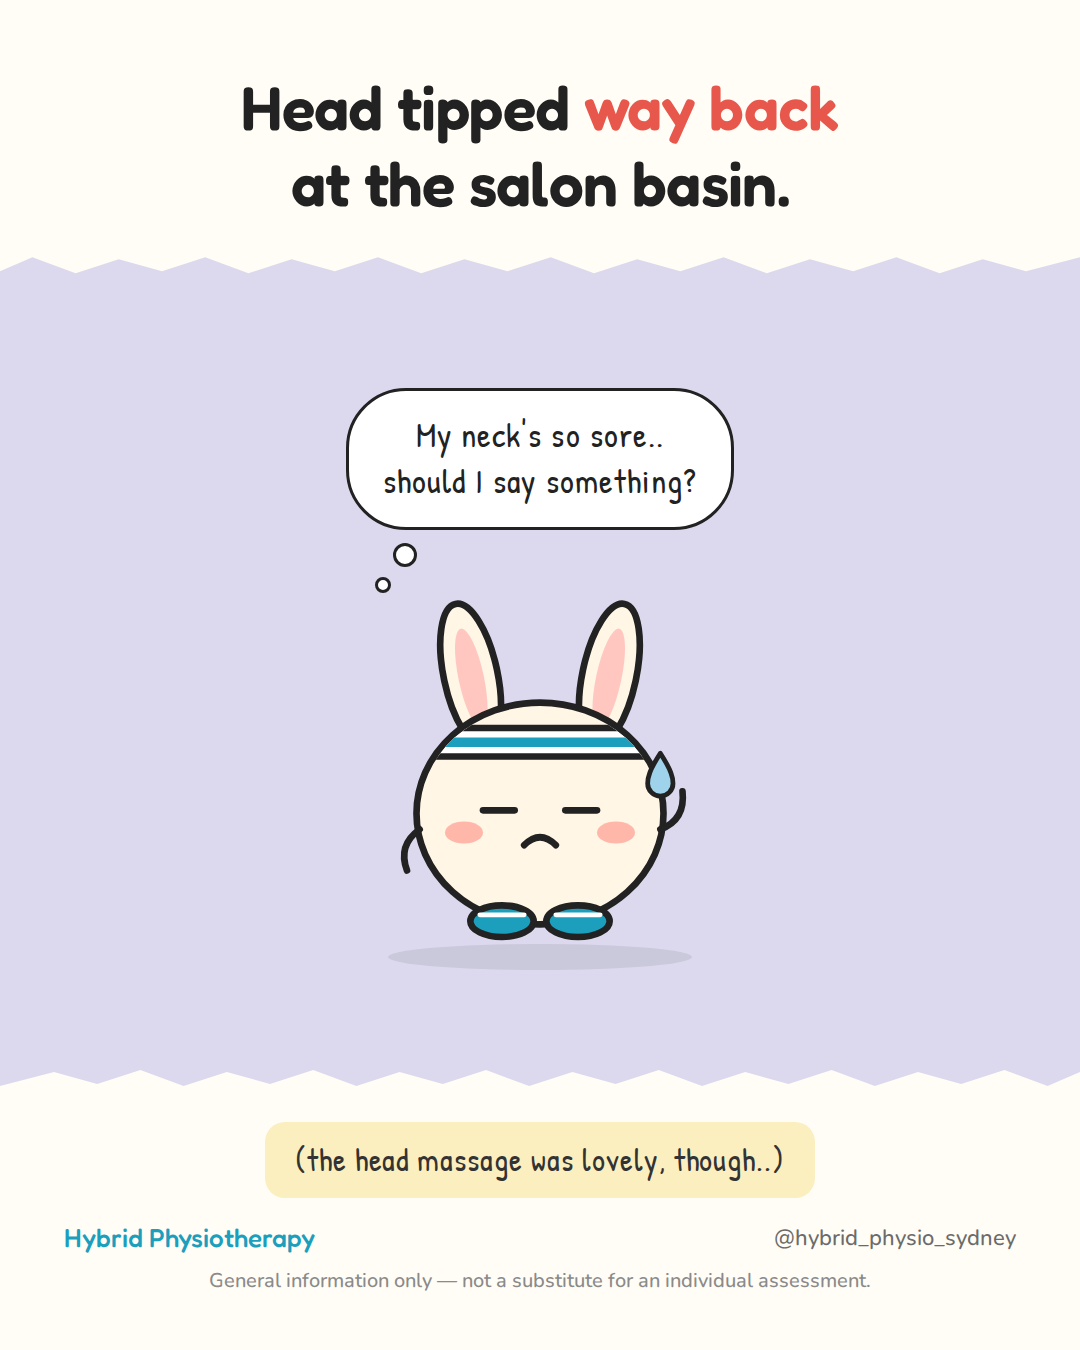 Head tipped way back
at the salon basin.
My neck's so sore..
should I say something?
(the head massage was lovely, though..)
Hybrid Physiotherapy
@hybrid_physio_sydney
General information only — not a substitute for an individual assessment.